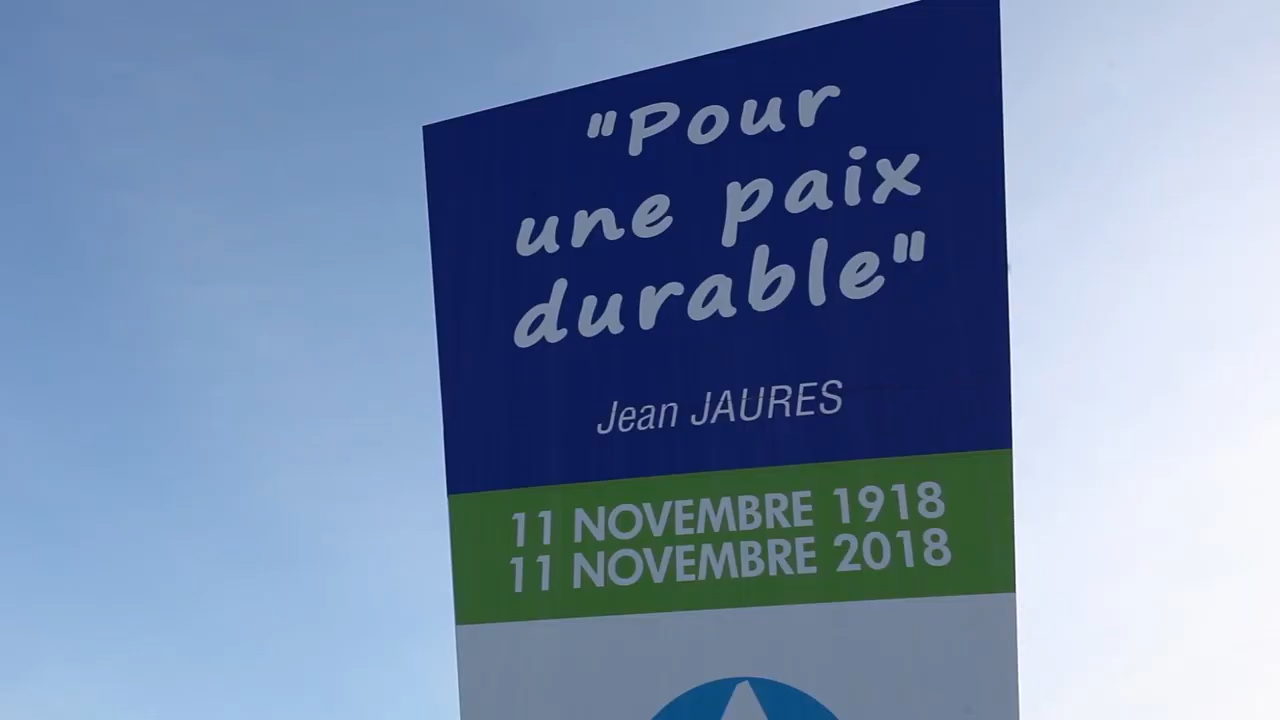 "Pour
une paix
durable"
Jean JAURES
11 NOVEMBRE 1918
11 NOVEMBRE 2018